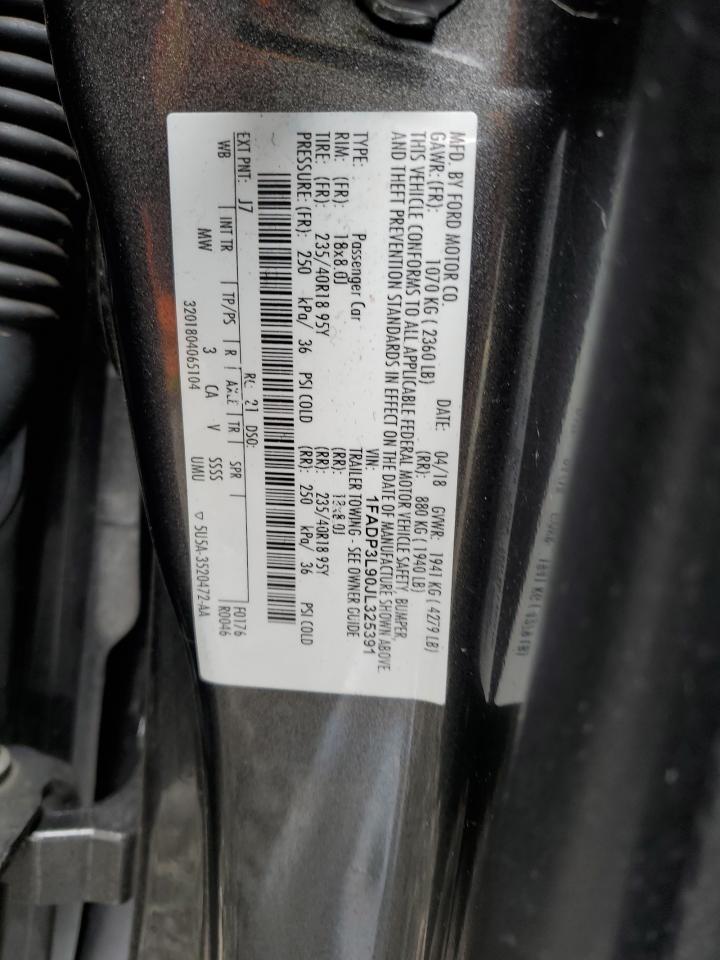 MFD. BY FORD MOTOR CO.
DATE: 04/18 GVWR: 1941 KG ( 4279 LB)
GAWR: (FR): 1070 KG ( 2360 LB) (RR): 880 KG ( 1940 LB)
THIS VEHICLE CONFORMS TO ALL APPLICABLE FEDERAL MOTOR VEHICLE SAFETY, BUMPER,
AND THEFT PREVENTION STANDARDS IN EFFECT ON THE DATE OF MANUFACTURE SHOWN ABOVE.
VIN: 1FADP3L90JL325391
TYPE: Passenger Car TRAILER TOWING - SEE OWNER GUIDE
RIM: (FR): 18x8.0J (RR): 18x8.0J
TIRE: (FR): 235/40R18 95Y (RR): 235/40R18 95Y
PRESSURE: (FR): 250 kPa/ 36 PSI COLD (RR): 250 kPa/ 36 PSI COLD
RC: 21 DSO:
F0176
R0046
EXT PNT: J7 INT TR TP/PS R AXLE TR SPR
WB MW 3 CA V SSSS
3201804065104 UMU ▽ 5U5A-3520472-AA